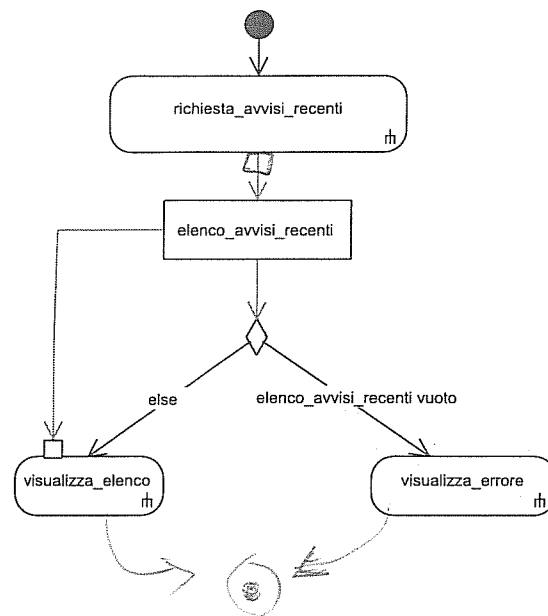 richiesta_avvisi_recenti
elenco_avvisi_recenti
else
elenco_avvisi_recenti vuoto
visualizza_elenco
visualizza_errore